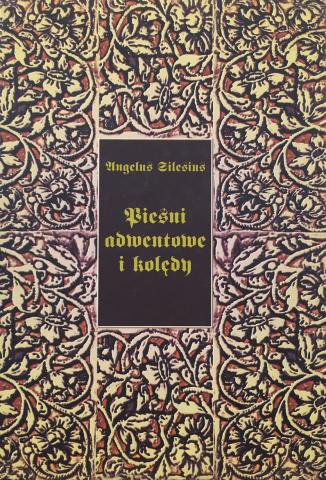 Angelus Silesius
Pieśni
adwentowe
i kolędy